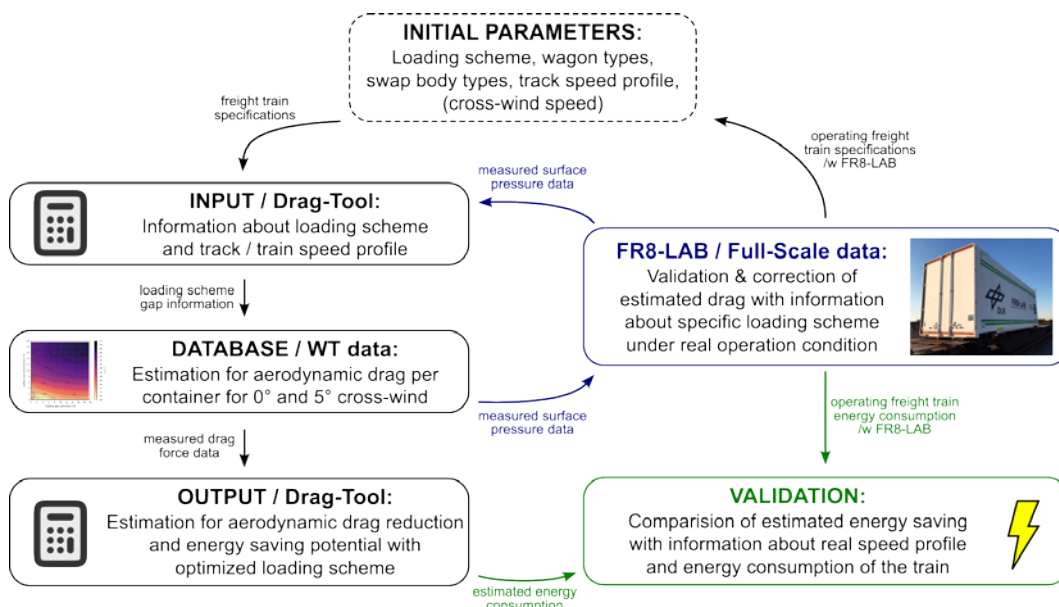 INITIAL PARAMETERS:
Loading scheme, wagon types,
swap body types, track speed profile,
(cross-wind speed)
freight train
specifications
operating freight
train specifications
/w FR8-LAB
measured surface
pressure data
INPUT / Drag-Tool:
Information about loading scheme
and track / train speed profile
FR8-LAB / Full-Scale data:
Validation & correction of
estimated drag with information
about specific loading scheme
under real operation condition
FR8-LAB
DLR
loading scheme
gap information
DATABASE / WT data:
Estimation for aerodynamic drag per
container for 0° and 5° cross-wind
measured surface
pressure data
operating freight train
energy consumption
/w FR8-LAB
measured drag
force data
OUTPUT / Drag-Tool:
Estimation for aerodynamic drag reduction
and energy saving potential with
optimized loading scheme
VALIDATION:
Comparision of estimated energy saving
with information about real speed profile
and energy consumption of the train
estimated energy
consumption